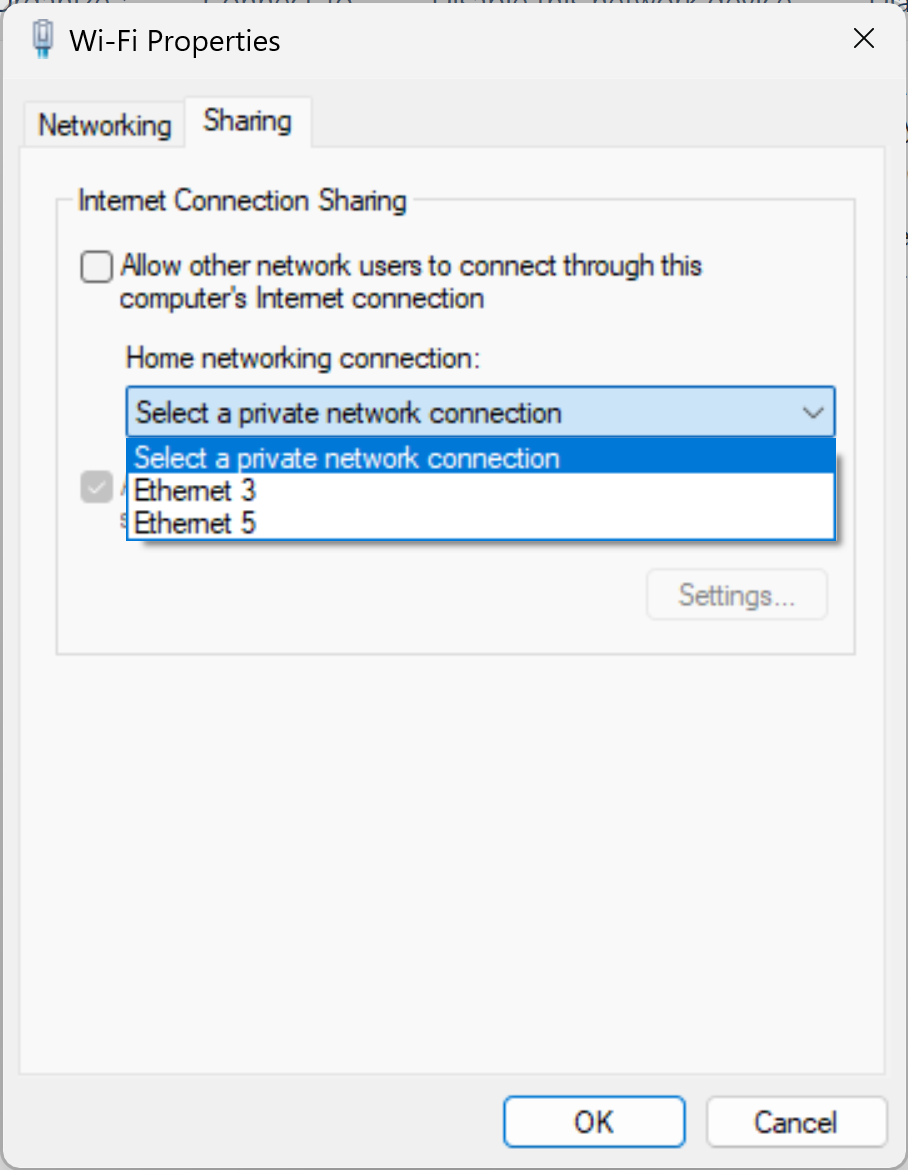 Wi-Fi Properties
Networking
Sharing
Internet Connection Sharing
Allow other network users to connect through this
computer's Internet connection
Home networking connection:
Select a private network connection
Select a private network connection
Ethernet 3
Ethernet 5
Settings...
OK
Cancel